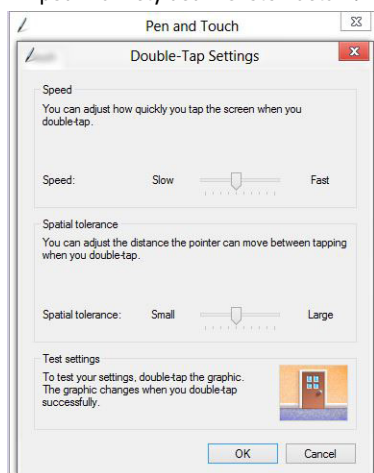 Pen and Touch
Double-Tap Settings
Speed
You can adjust how quickly you tap the screen when you
double-tap.
Speed: Slow Fast
Spatial tolerance
You can adjust the distance the pointer can move between tapping
when you double-tap.
Spatial tolerance: Small Large
Test settings
To test your settings, double-tap the graphic.
The graphic changes when you double-tap
successfully.
OK Cancel